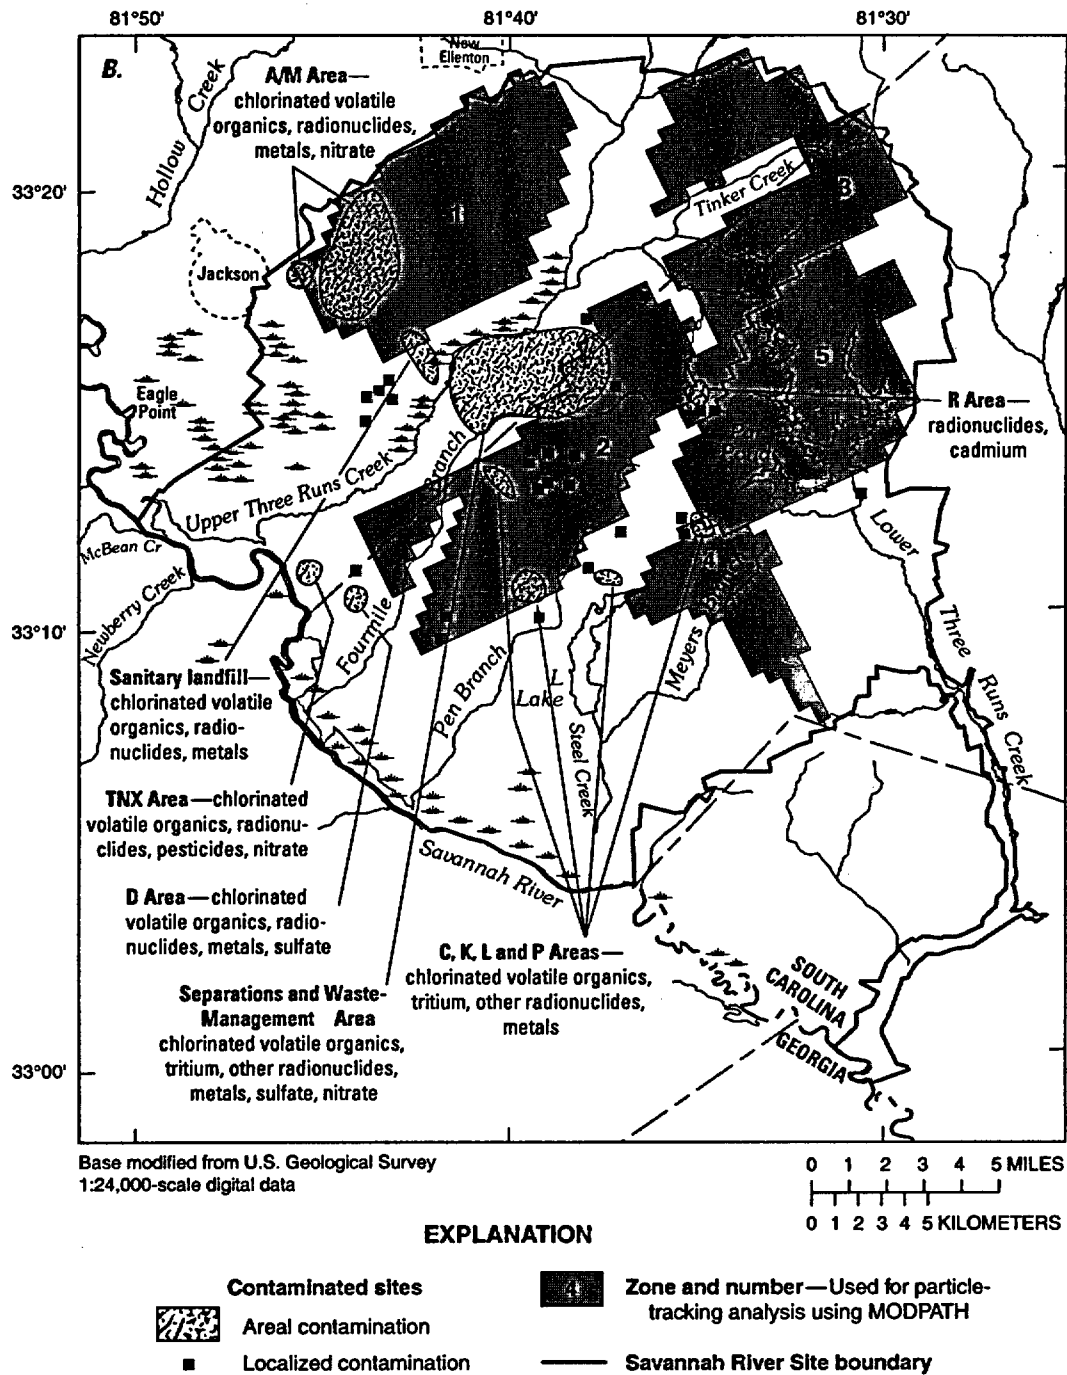 81°50'
81°40'
81°30'
B.
New
Ellenton
A/M Area—
chlorinated volatile
organics, radionuclides,
metals, nitrate
Hollow Creek
33°20'
Tinker Creek
1
3
Jackson
5
Eagle
Point
R Area—
radionuclides,
cadmium
2
Branch
Upper Three Runs Creek
McBean Cr
Lower
Three
Runs
Creek
4
Newberry Creek
33°10'
Fourmile
Pen Branch
L
Lake
Meyers
Branch
Steel Creek
Sanitary landfill—
chlorinated volatile
organics, radio-
nuclides, metals
TNX Area—chlorinated
volatile organics, radionu-
clides, pesticides, nitrate
Savannah River
D Area—chlorinated
volatile organics, radio-
nuclides, metals, sulfate
C, K, L and P Areas—
chlorinated volatile organics,
tritium, other radionuclides,
metals
Separations and Waste-
Management Area
chlorinated volatile organics,
tritium, other radionuclides,
metals, sulfate, nitrate
SOUTH
CAROLINA
GEORGIA
33°00'
Base modified from U.S. Geological Survey
1:24,000-scale digital data
0 1 2 3 4 5 MILES
0 1 2 3 4 5 KILOMETERS
EXPLANATION
Contaminated sites
Areal contamination
Localized contamination
4
Zone and number—Used for particle-
tracking analysis using MODPATH
Savannah River Site boundary